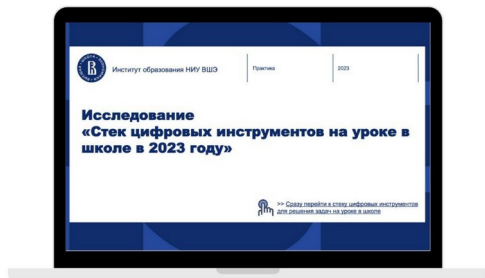 Институт образования НИУ ВШЭ
Практика
2023
Исследование
«Стек цифровых инструментов на уроке в
школе в 2023 году»
>> Сразу перейти к стеку цифровых инструментов
для решения задач на уроке в школе